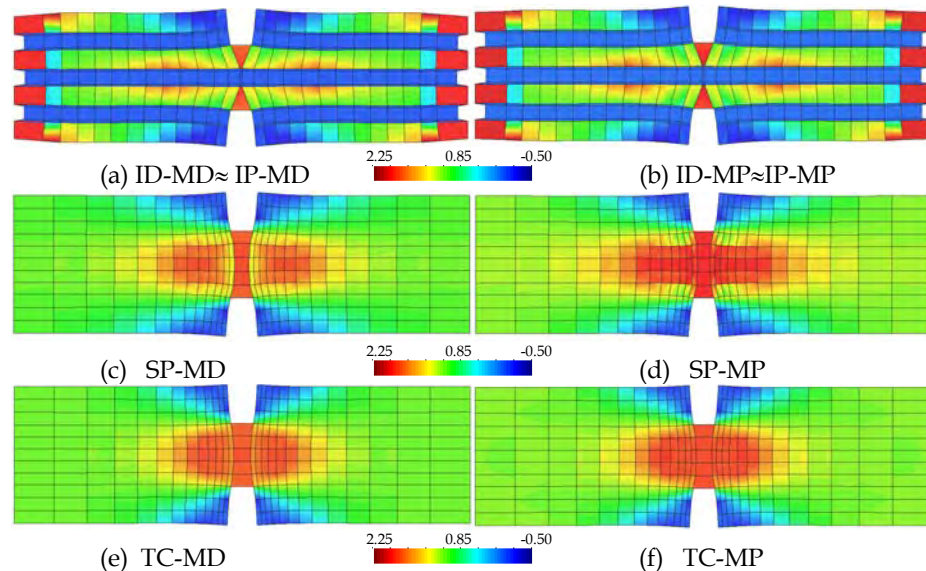 (a) ID-MD≈ IP-MD
2.25 0.85 -0.50
(b) ID-MP≈IP-MP
(c) SP-MD
2.25 0.85 -0.50
(d) SP-MP
(e) TC-MD
2.25 0.85 -0.50
(f) TC-MP